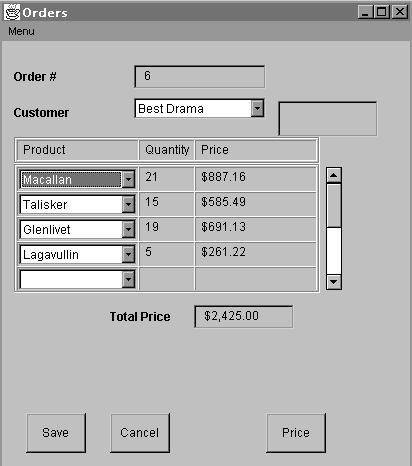 Orders
Menu
Order # 6
Customer Best Drama
Product Quantity Price
Macallan 21 $887.16
Talisker 15 $585.49
Glenlivet 19 $691.13
Lagavullin 5 $261.22
Total Price $2,425.00
Save Cancel Price